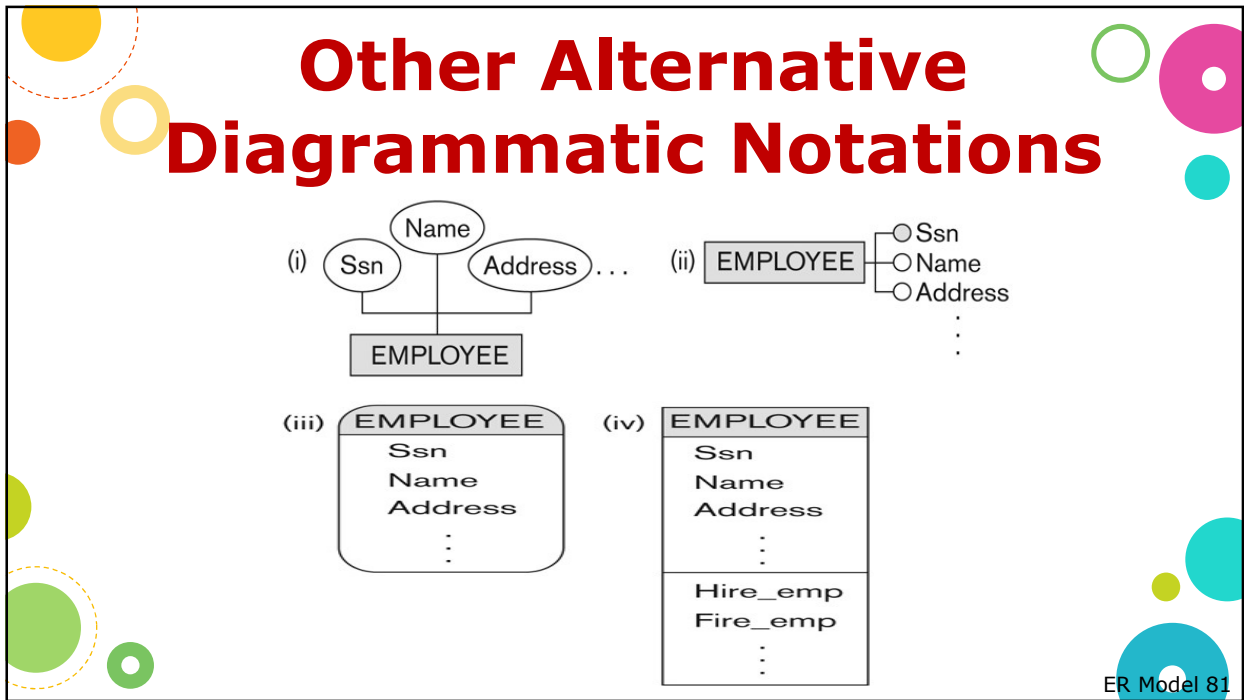 Other Alternative
Diagrammatic Notations
(i)
Name
Ssn
Address ...
EMPLOYEE
(ii)
EMPLOYEE
Ssn
Name
Address
.
.
.
(iii)
EMPLOYEE
Ssn
Name
Address
.
.
.
(iv)
EMPLOYEE
Ssn
Name
Address
.
.
.
Hire_emp
Fire_emp
.
.
.
ER Model 81